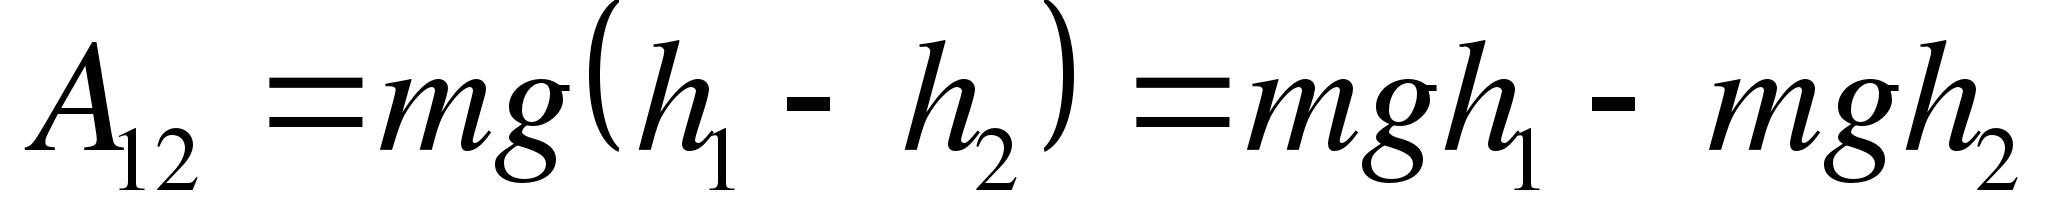 A₁₂ = mg(h₁ - h₂) = mgh₁ - mgh₂